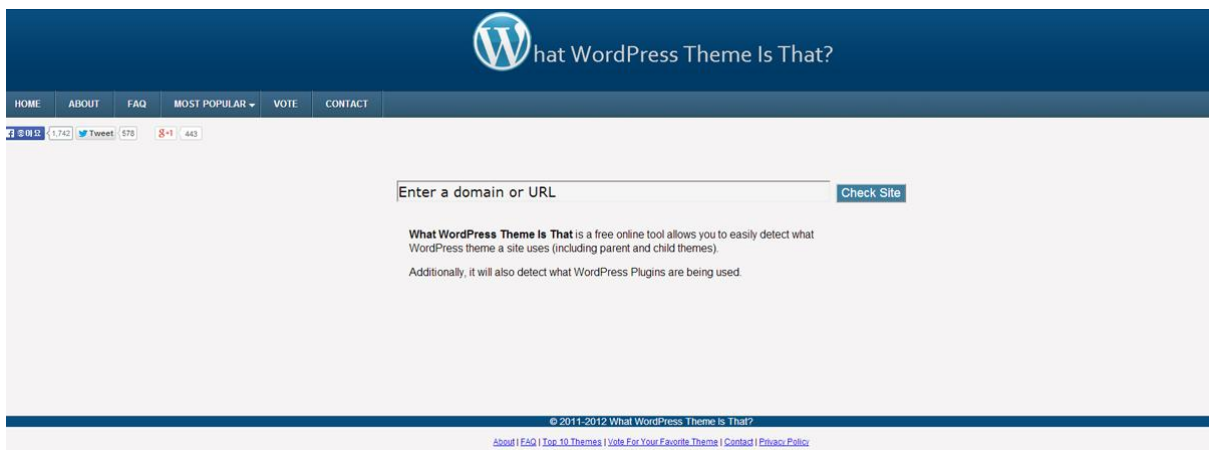 What WordPress Theme Is That?
HOME ABOUT FAQ MOST POPULAR VOTE CONTACT
좋아요 1,742 Tweet 578 g+1 443
Enter a domain or URL Check Site
What WordPress Theme Is That is a free online tool allows you to easily detect what
WordPress theme a site uses (including parent and child themes).
Additionally, it will also detect what WordPress Plugins are being used.
© 2011-2012 What WordPress Theme Is That?
About | FAQ | Top 10 Themes | Vote For Your Favorite Theme | Contact | Privacy Policy